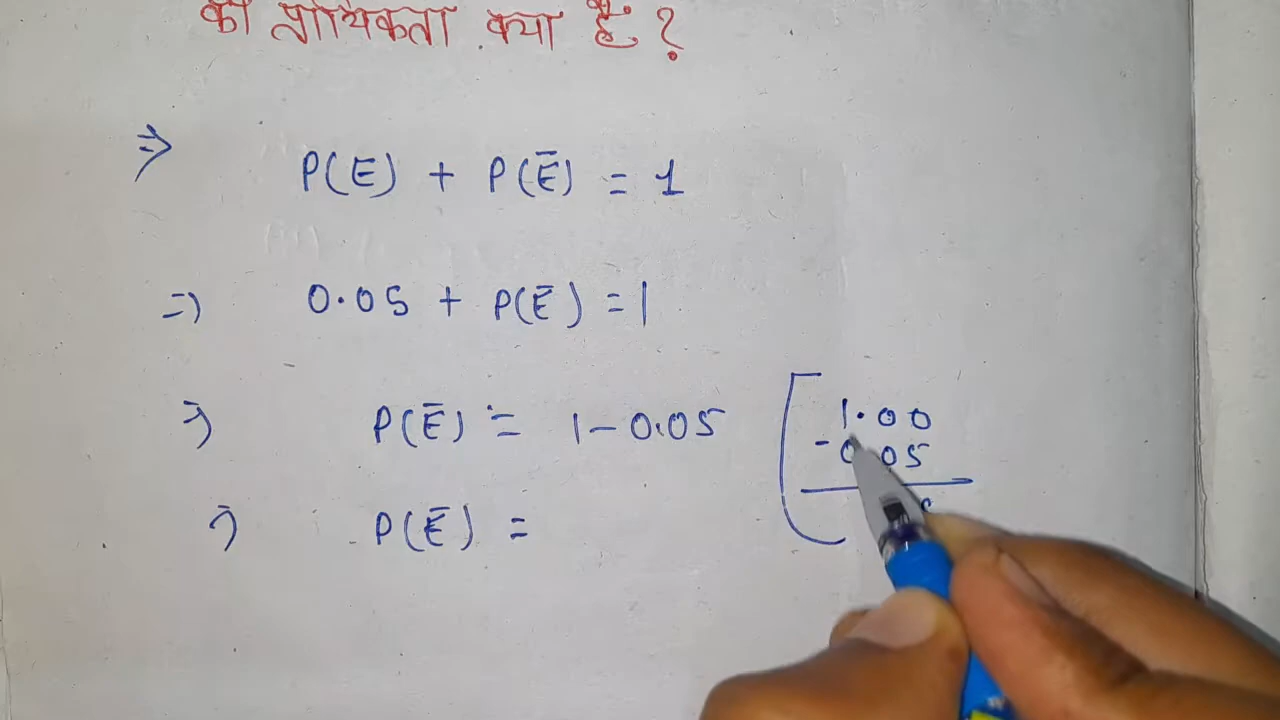 की प्रायिकता क्या है ?
⇒ P(E) + P(Ē) = 1
⇒ 0.05 + P(Ē) = 1
⇒ P(Ē) = 1 - 0.05
1.00
- 0.05
⇒ P(Ē) =